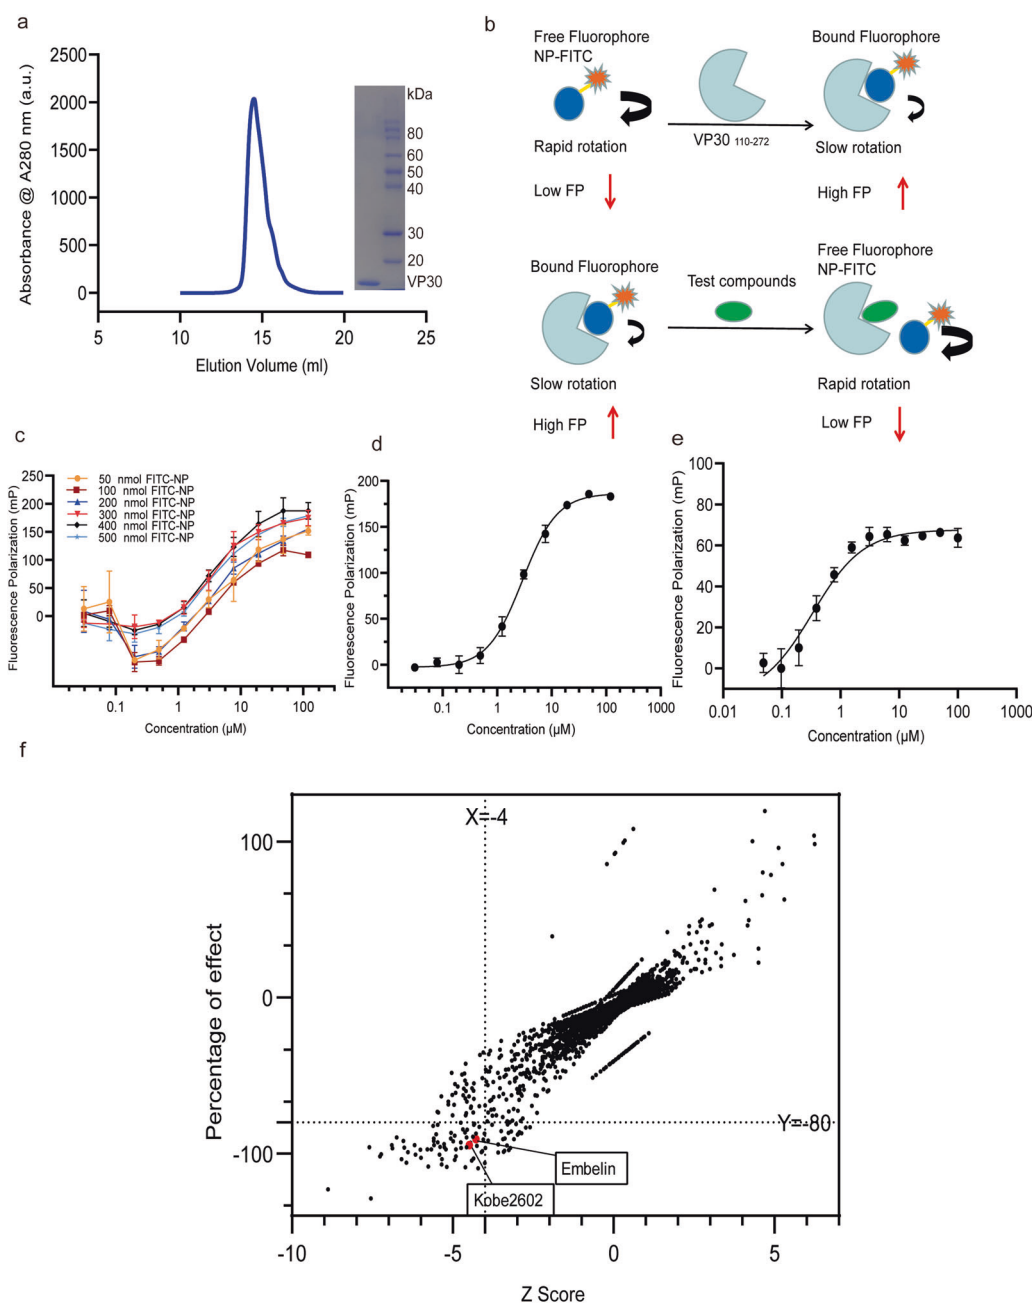 a
2500
2000
1500
1000
500
0
5
10
15
20
25
Absorbance @ A280 nm (a.u.)
Elution Volume (ml)
kDa
80
60
50
40
30
20
VP30
b
Free Fluorophore
NP-FITC
Rapid rotation
Low FP
VP30 110-272
Bound Fluorophore
Slow rotation
High FP
Bound Fluorophore
Slow rotation
High FP
Test compounds
Free Fluorophore
NP-FITC
Rapid rotation
Low FP
c
250
200
150
100
50
0
50 nmol FITC-NP
100 nmol FITC-NP
200 nmol FITC-NP
300 nmol FITC-NP
400 nmol FITC-NP
500 nmol FITC-NP
Fluorescence Polarization (mP)
0.1
1
10
100
Concentration (μM)
d
200
150
100
50
0
Fluorescence Polarization (mP)
0.1
1
10
100
1000
Concentration (μM)
e
100
80
60
40
20
0
Fluorescence Polarization (mP)
0.01
0.1
1
10
100
1000
Concentration (μM)
f
X=-4
100
0
-100
Percentage of effect
Y=-80
Embelin
Kobe2602
-10
-5
0
5
Z Score